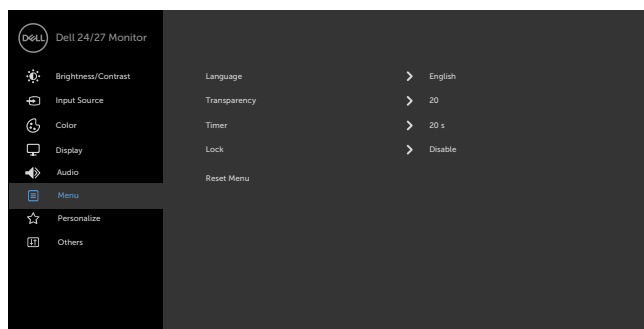 DELL
Dell 24/27 Monitor
Brightness/Contrast
Input Source
Color
Display
Audio
Menu
Personalize
Others
Language English
Transparency 20
Timer 20 s
Lock Disable
Reset Menu